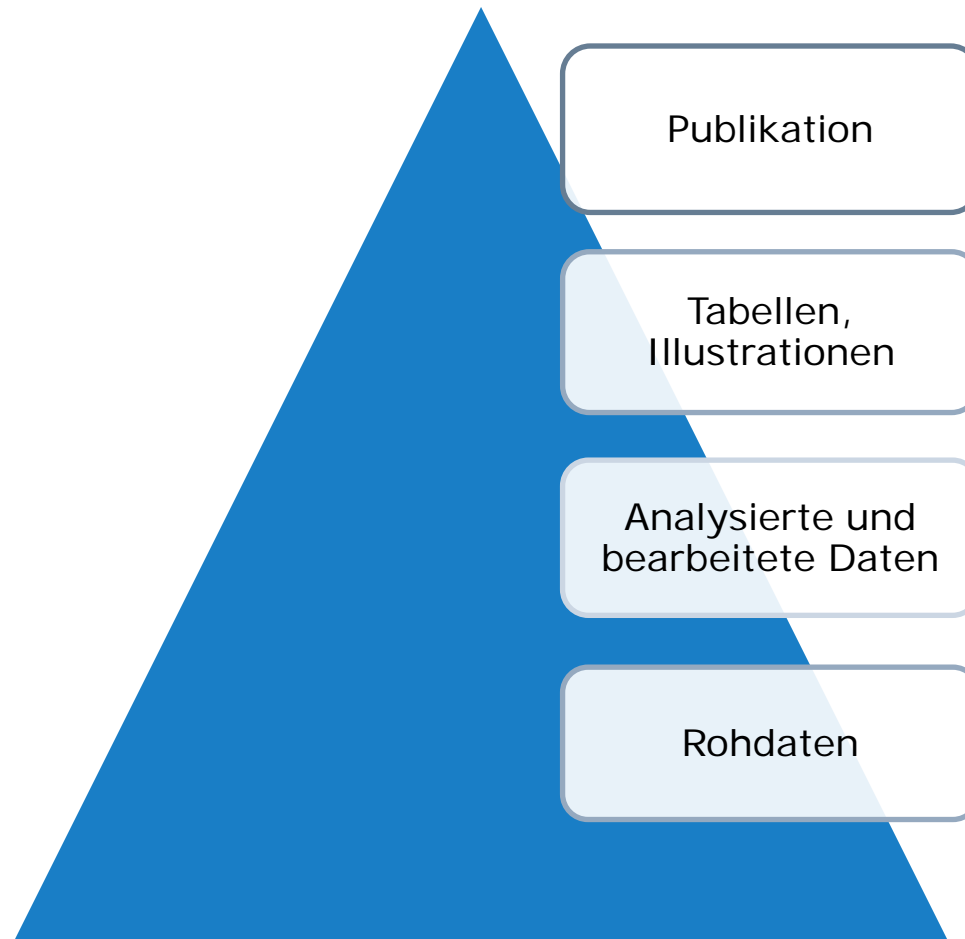 Publikation
Tabellen,
Illustrationen
Analysierte und
bearbeitete Daten
Rohdaten